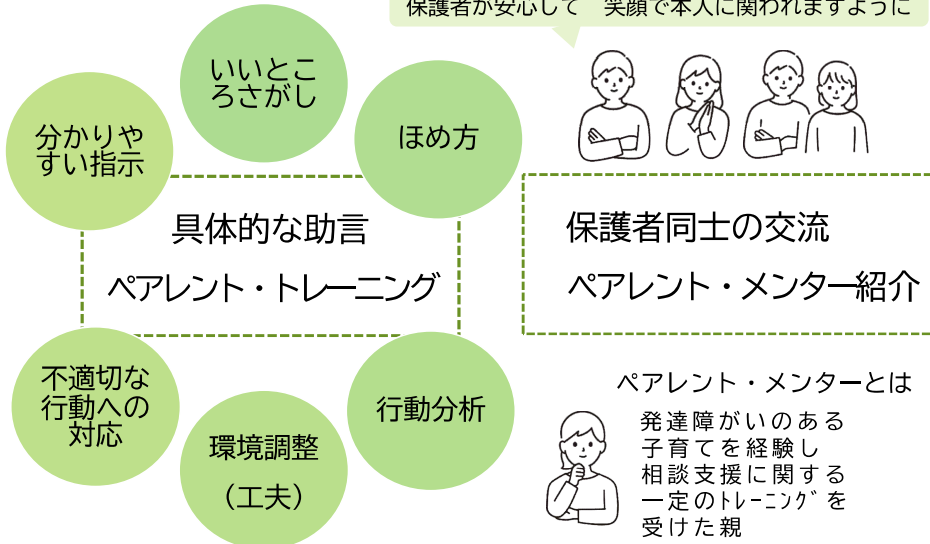 保護者が安心して　笑顔で本人に関われますように
いいとこ
ろさがし
ほめ方
分かりや
すい指示
具体的な助言
ペアレント・トレーニング
不適切な
行動への
対応
環境調整
（工夫）
行動分析
保護者同士の交流
ペアレント・メンター紹介
ペアレント・メンターとは
発達障がいのある
子育てを経験し
相談支援に関する
一定のﾄﾚｰﾆﾝｸﾞを
受けた親